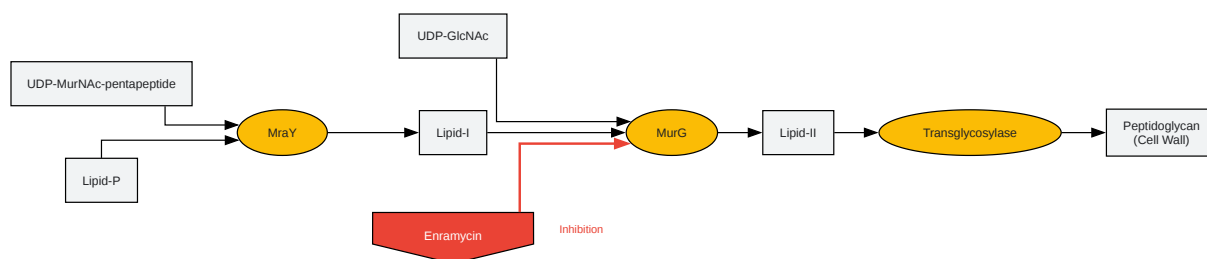 UDP-GlcNAc
UDP-MurNAc-pentapeptide
MraY
Lipid-I
MurG
Lipid-II
Transglycosylase
Peptidoglycan
(Cell Wall)
Lipid-P
Enramycin
Inhibition